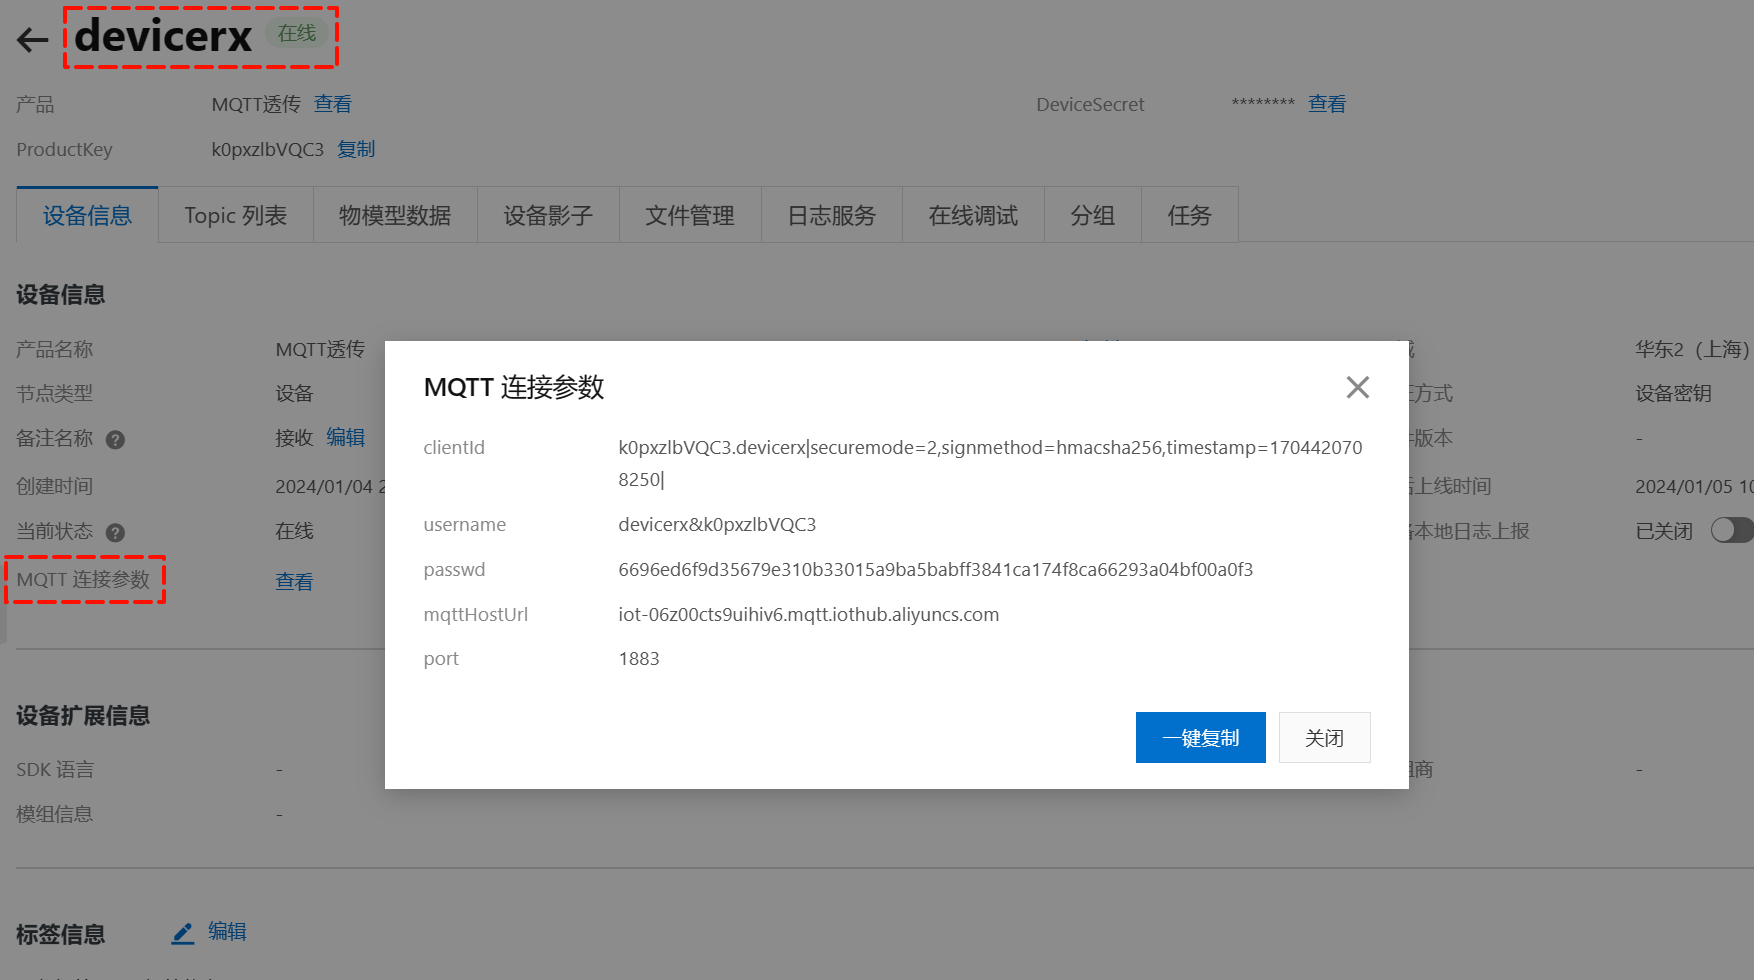 devicerx 在线
产品 MQTT透传 查看 DeviceSecret ******** 查看
ProductKey k0pxzlbVQC3 复制
设备信息 Topic 列表 物模型数据 设备影子 文件管理 日志服务 在线调试 分组 任务
设备信息
产品名称 MQTT透传 华东2（上海）
节点类型 设备 方式 设备密钥
备注名称 接收 编辑 版本 -
创建时间 2024/01/04 上线时间 2024/01/05
当前状态 在线 本地日志上报 已关闭
MQTT 连接参数 查看
MQTT 连接参数
clientId k0pxzlbVQC3.devicerx|securemode=2,signmethod=hmacsha256,timestamp=170442070
8250|
username devicerx&k0pxzlbVQC3
passwd 6696ed6f9d35679e310b33015a9ba5babff3841ca174f8ca66293a04bf00a0f3
mqttHostUrl iot-06z00cts9uihiv6.mqtt.iothub.aliyuncs.com
port 1883
一键复制 关闭
设备扩展信息
SDK 语言 - 商 -
模组信息 -
标签信息 编辑